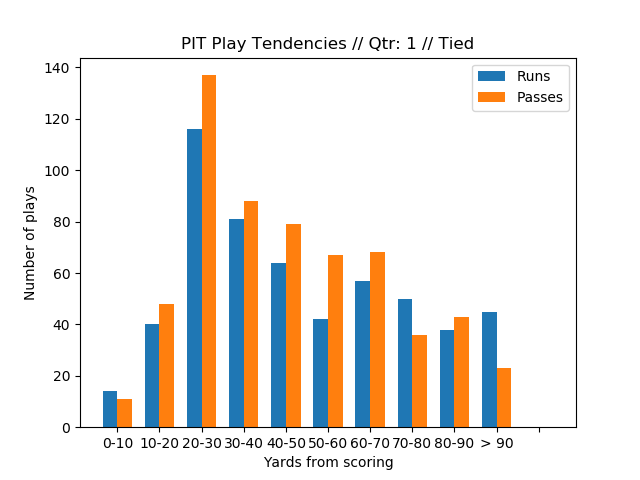 PIT Play Tendencies // Qtr: 1 // Tied
Runs
Passes
Number of plays
140
120
100
80
60
40
20
0
0-10 10-20 20-30 30-40 40-50 50-60 60-70 70-80 80-90 > 90
Yards from scoring